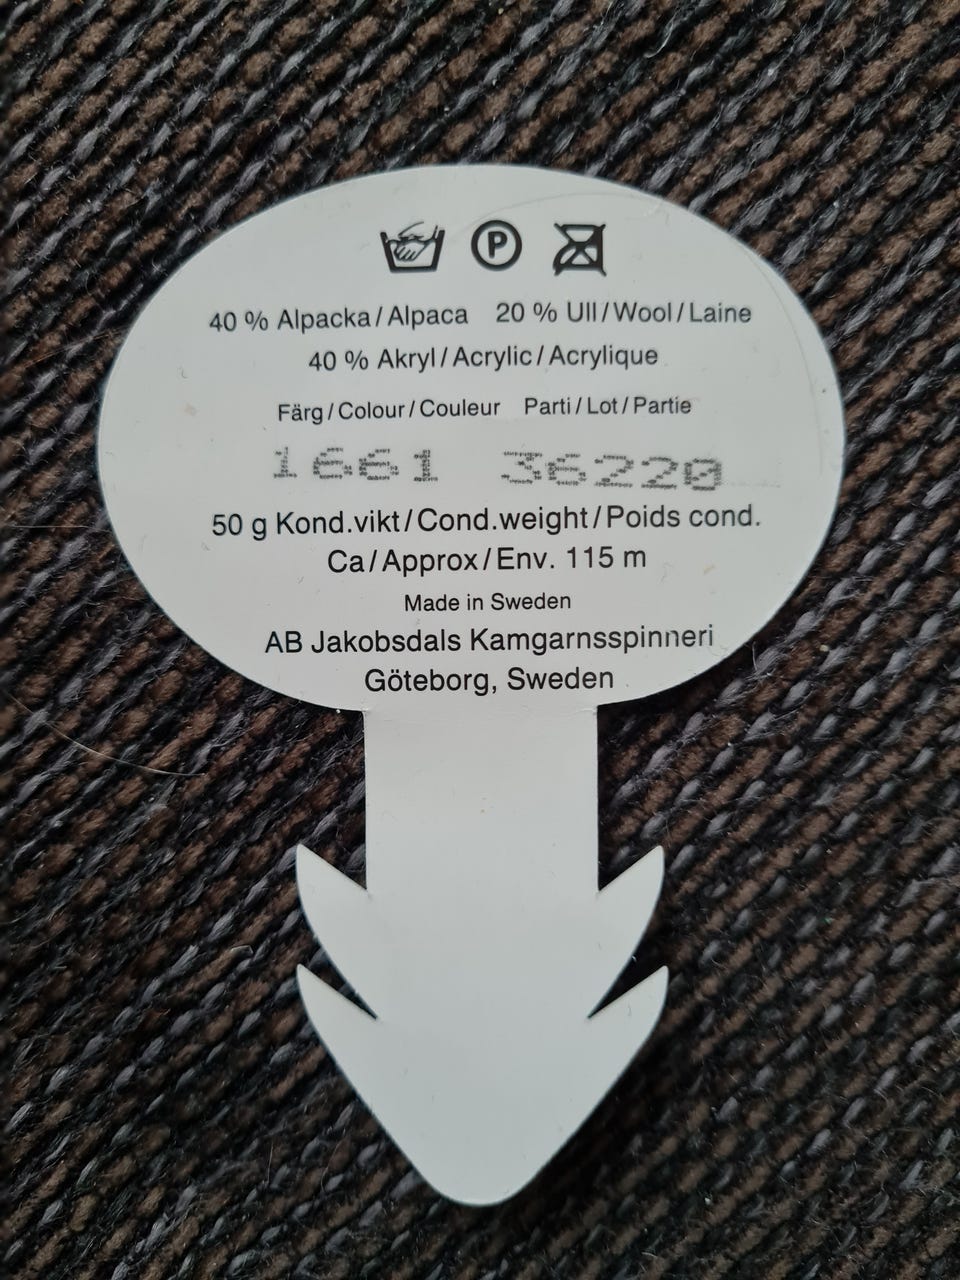 P
40 % Alpacka/Alpaca 20 % Ull/Wool/Laine
40 % Akryl/Acrylic/Acrylique
Färg/Colour/Couleur Parti/Lot/Partie
1661 36220
50 g Kond.vikt/Cond.weight/Poids cond.
Ca/Approx/Env. 115 m
Made in Sweden
AB Jakobsdals Kamgarnsspinneri
Göteborg, Sweden